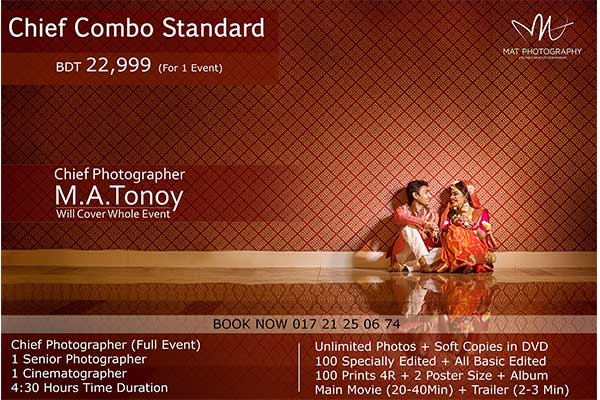 Chief Combo Standard
BDT 22,999 (For 1 Event)
MAT PHOTOGRAPHY
Chief Photographer
M.A.Tonoy
Will Cover Whole Event
BOOK NOW 017 21 25 06 74
Chief Photographer (Full Event)
1 Senior Photographer
1 Cinematographer
4:30 Hours Time Duration
Unlimited Photos + Soft Copies in DVD
100 Specially Edited + All Basic Edited
100 Prints 4R + 2 Poster Size + Album
Main Movie (20-40Min) + Trailer (2-3 Min)